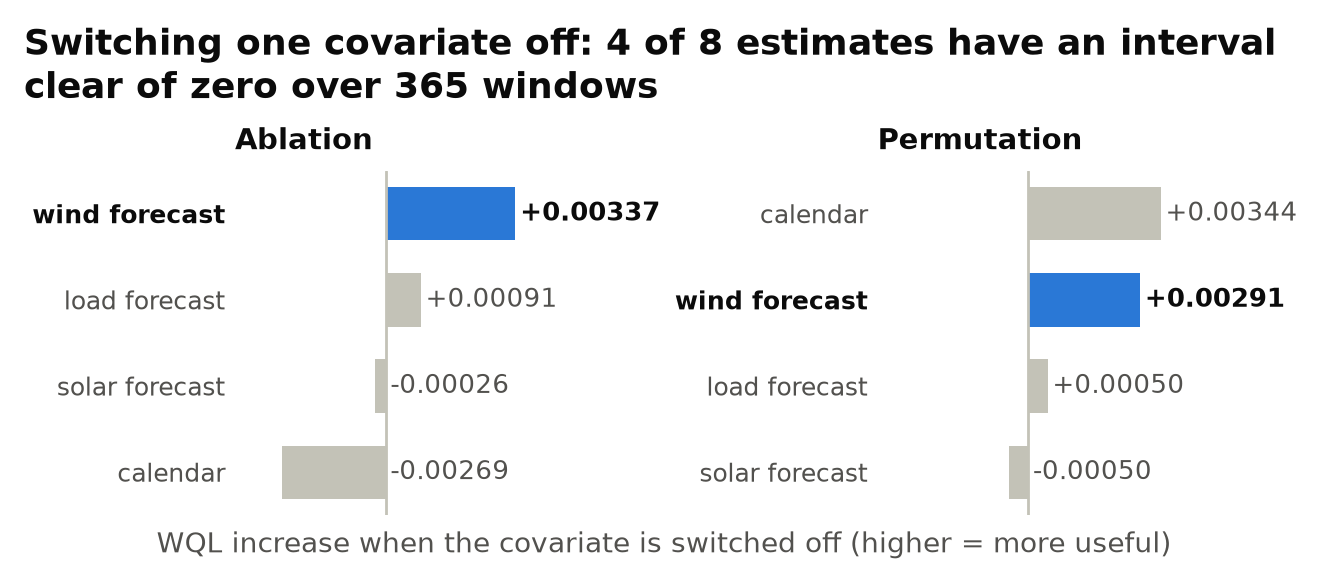 Switching one covariate off: 4 of 8 estimates have an interval
clear of zero over 365 windows
Ablation
wind forecast +0.00337
load forecast +0.00091
solar forecast -0.00026
calendar -0.00269
Permutation
calendar +0.00344
wind forecast +0.00291
load forecast +0.00050
solar forecast -0.00050
WQL increase when the covariate is switched off (higher = more useful)